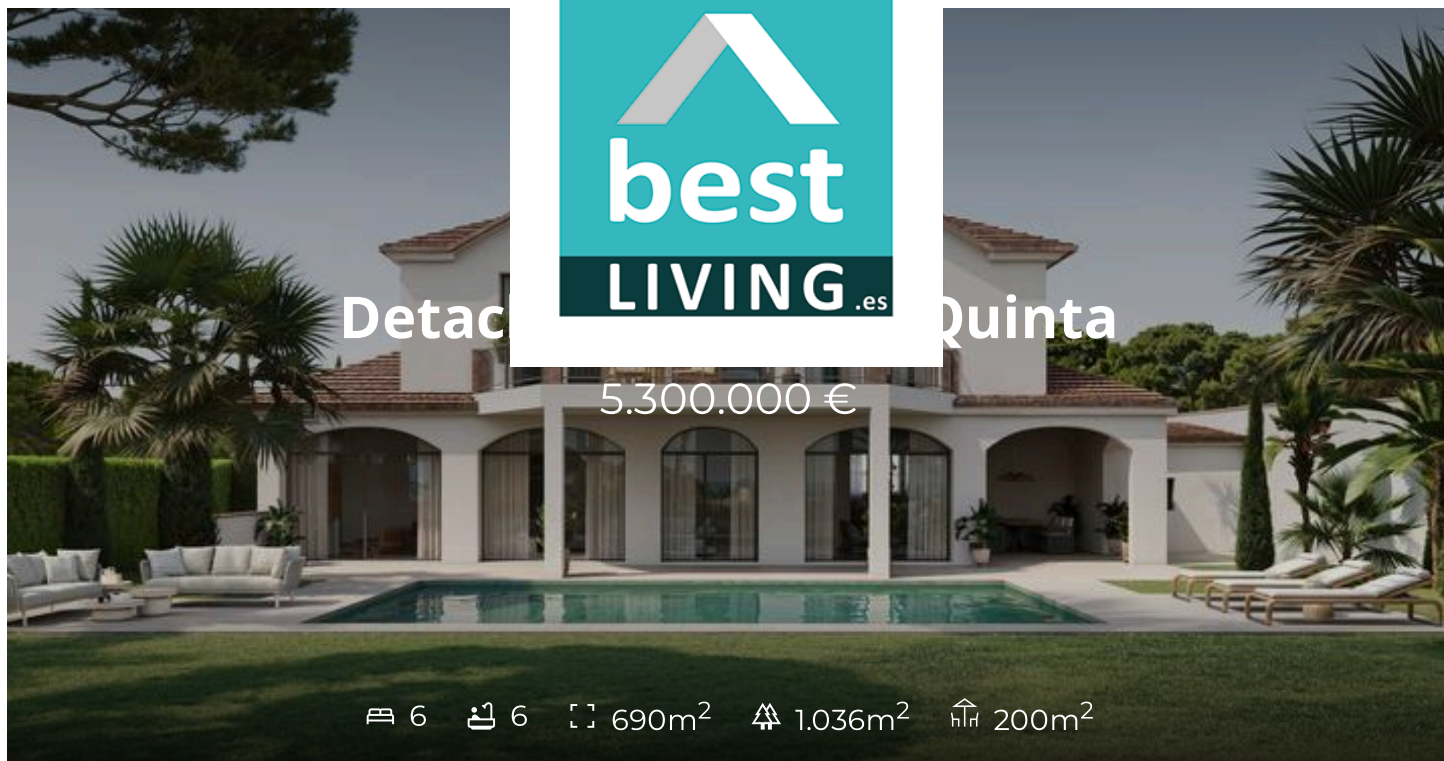 best
LIVING.es
Detac Quinta
5.300.000 €
6 6 690m² 1.036m² 200m²